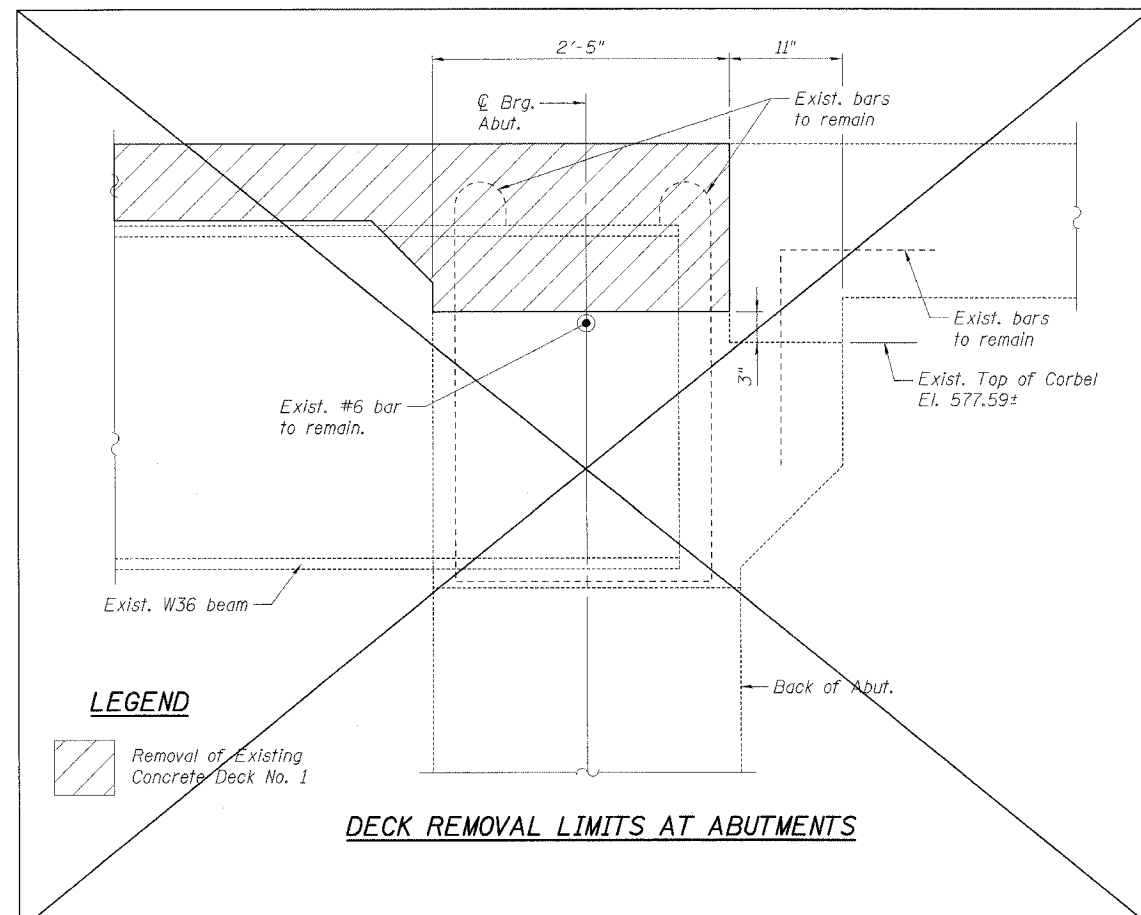 2'-5"
11"
℄ Brg.
Abut.
Exist. bars
to remain
Exist. bars
to remain
3"
Exist. Top of Corbel
El. 577.59±
Exist. #6 bar
to remain.
Exist. W36 beam
Back of Abut.
LEGEND
Removal of Existing
Concrete Deck No. 1
DECK REMOVAL LIMITS AT ABUTMENTS